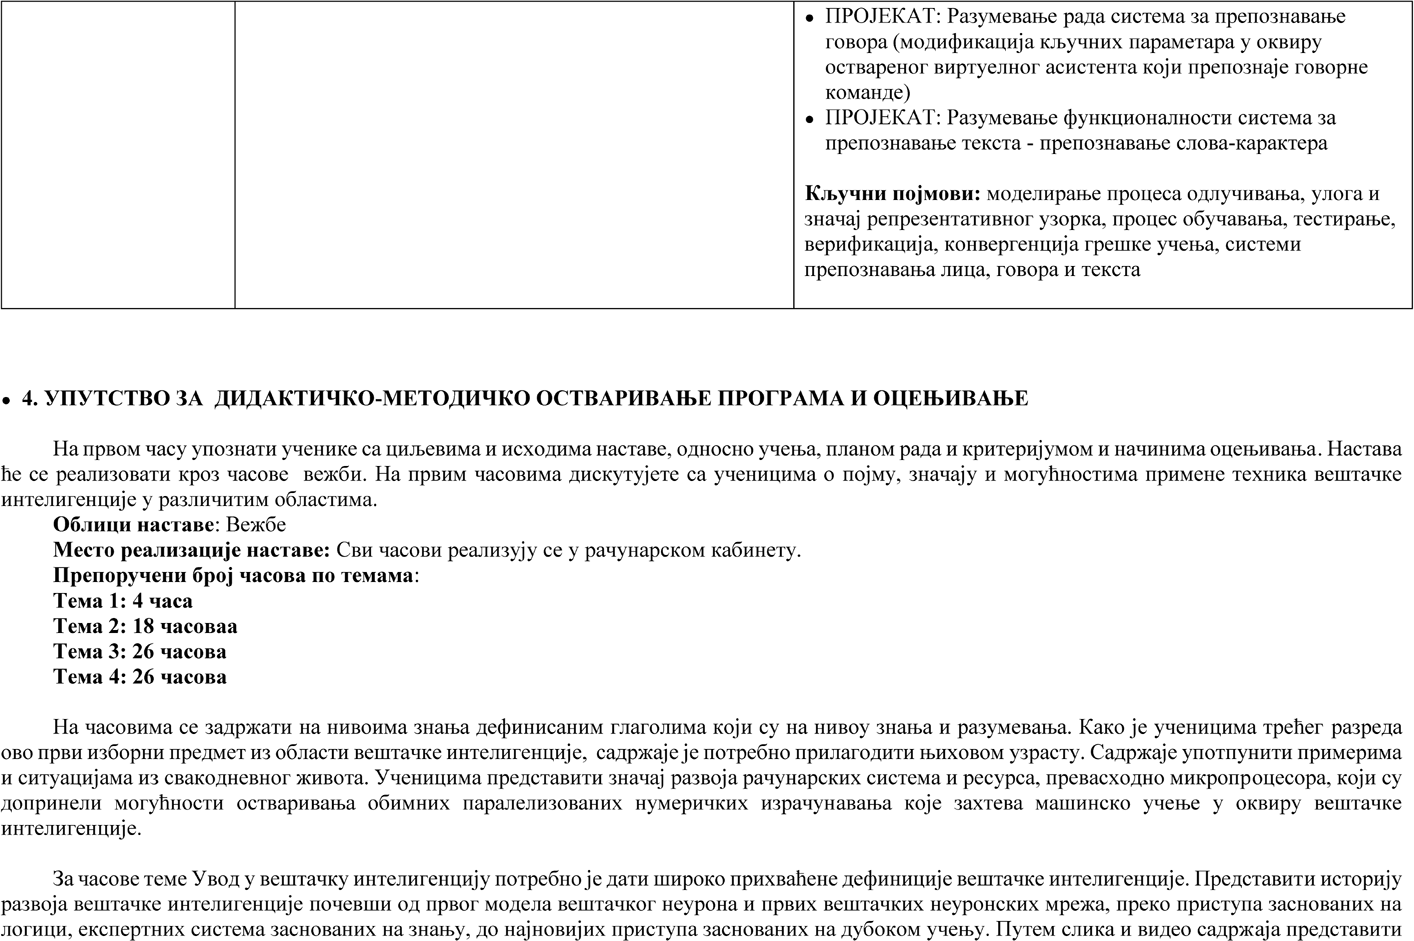 ● ПРОЈЕКАТ: Разумевање рада система за препознавање
говора (модификација кључних параметара у оквиру
оствареног виртуелног асистента који препознаје говорне
команде)
● ПРОЈЕКАТ: Разумевање функционалности система за
препознавање текста - препознавање слова-карактера
Кључни појмови: моделирање процеса одлучивања, улога и
значај репрезентативног узорка, процес обучавања, тестирање,
верификација, конвергенција грешке учења, системи
препознавања лица, говора и текста
● 4. УПУТСТВО ЗА ДИДАКТИЧКО-МЕТОДИЧКО ОСТВАРИВАЊЕ ПРОГРАМА И ОЦЕЊИВАЊЕ
На првом часу упознати ученике са циљевима и исходима наставе, односно учења, планом рада и критеријумом и начинима оцењивања. Настава
ће се реализовати кроз часове вежби. На првим часовима дискутујете са ученицима о појму, значају и могућностима примене техника вештачке
интелигенције у различитим областима.
Облици наставе: Вежбе
Место реализације наставе: Сви часови реализују се у рачунарском кабинету.
Препоручени број часова по темама:
Тема 1: 4 часа
Тема 2: 18 часоваа
Тема 3: 26 часова
Тема 4: 26 часова
На часовима се задржати на нивоима знања дефинисаним глаголима који су на нивоу знања и разумевања. Како је ученицима трећег разреда
ово први изборни предмет из области вештачке интелигенције, садржаје је потребно прилагодити њиховом узрасту. Садржаје употпунити примерима
и ситуацијама из свакодневног живота. Ученицима представити значај развоја рачунарских система и ресурса, превасходно микропроцесора, који су
допринели могућности остваривања обимних паралелизованих нумеричких израчунавања које захтева машинско учење у оквиру вештачке
интелигенције.
За часове теме Увод у вештачку интелигенцију потребно је дати широко прихваћене дефиниције вештачке интелигенције. Представити историју
развоја вештачке интелигенције почевши од првог модела вештачког неурона и првих вештачких неуронских мрежа, преко приступа заснованих на
логици, експертних система заснованих на знању, до најновијих приступа заснованих на дубоком учењу. Путем слика и видео садржаја представити